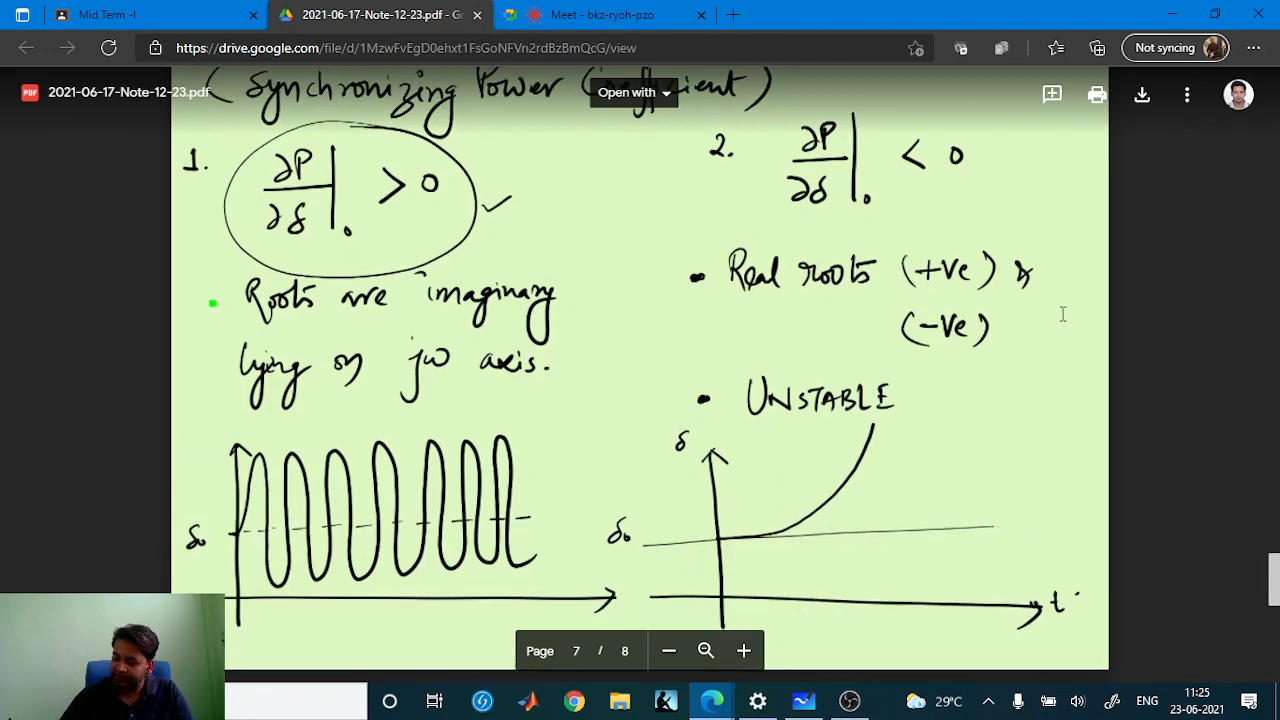 Mid Term -I
2021-06-17-Note-12-23.pdf - Go
Meet - bkz-ryoh-pzo
https://drive.google.com/file/d/1MzwFvEgD0ehxt1FsGoNFVn2rdBzBmQcG/view
Not syncing
2021-06-17-Note-12-23.pdf
Open with
(Synchronizing Power Coefficient)
1. ∂P/∂δ|₀ > 0 ✓
2. ∂P/∂δ|₀ < 0
• Roots are imaginary
lying on jω axis.
• Real roots (+ve) &
(-ve)
• UNSTABLE
δ₀
δ
δ₀
t
Page 7 / 8
29°C
ENG
11:25
23-06-2021